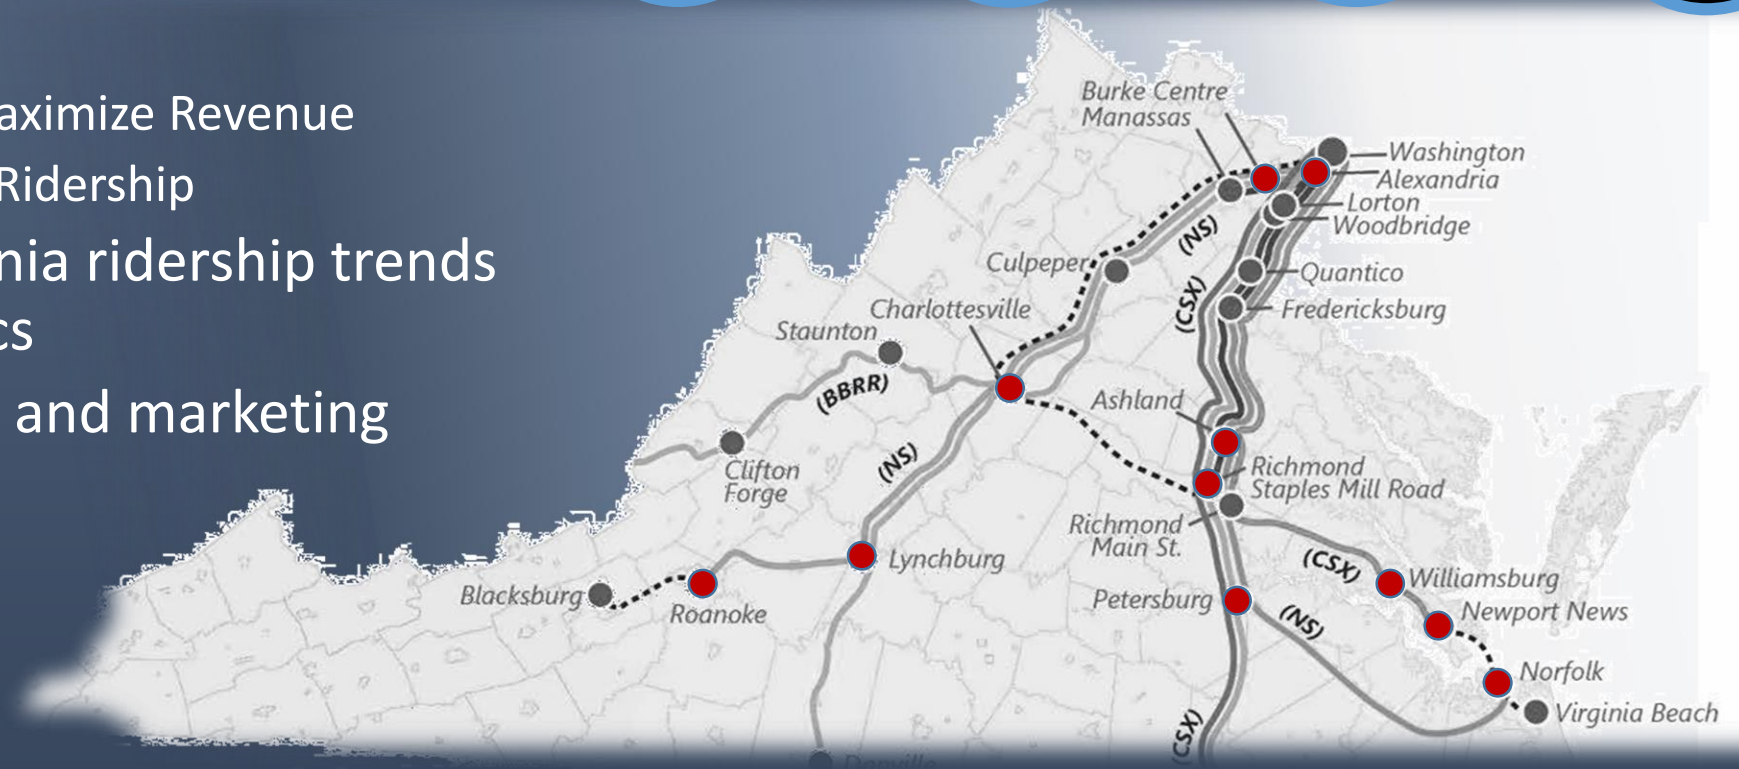 aximize Revenue
Ridership
nia ridership trends
cs
and marketing
Burke Centre
Manassas
Washington
Alexandria
Lorton
Woodbridge
(NS)
Culpeper
Quantico
(CSX)
Charlottesville
Fredericksburg
Staunton
(BBRR)
Ashland
(NS)
Clifton
Forge
Richmond
Staples Mill Road
Richmond
Main St.
Lynchburg
(CSX)
Williamsburg
Blacksburg
Roanoke
Petersburg
(NS)
Newport News
Norfolk
Virginia Beach
(CSX)
Danville